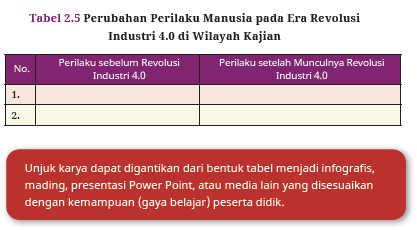 Tabel 2.5 Perubahan Perilaku Manusia pada Era Revolusi
Industri 4.0 di Wilayah Kajian
No.
Perilaku sebelum Revolusi
Industri 4.0
Perilaku setelah Munculnya Revolusi
Industri 4.0
1.
2.
Unjuk karya dapat digantikan dari bentuk tabel menjadi infografis,
mading, presentasi Power Point, atau media lain yang disesuaikan
dengan kemampuan (gaya belajar) peserta didik.